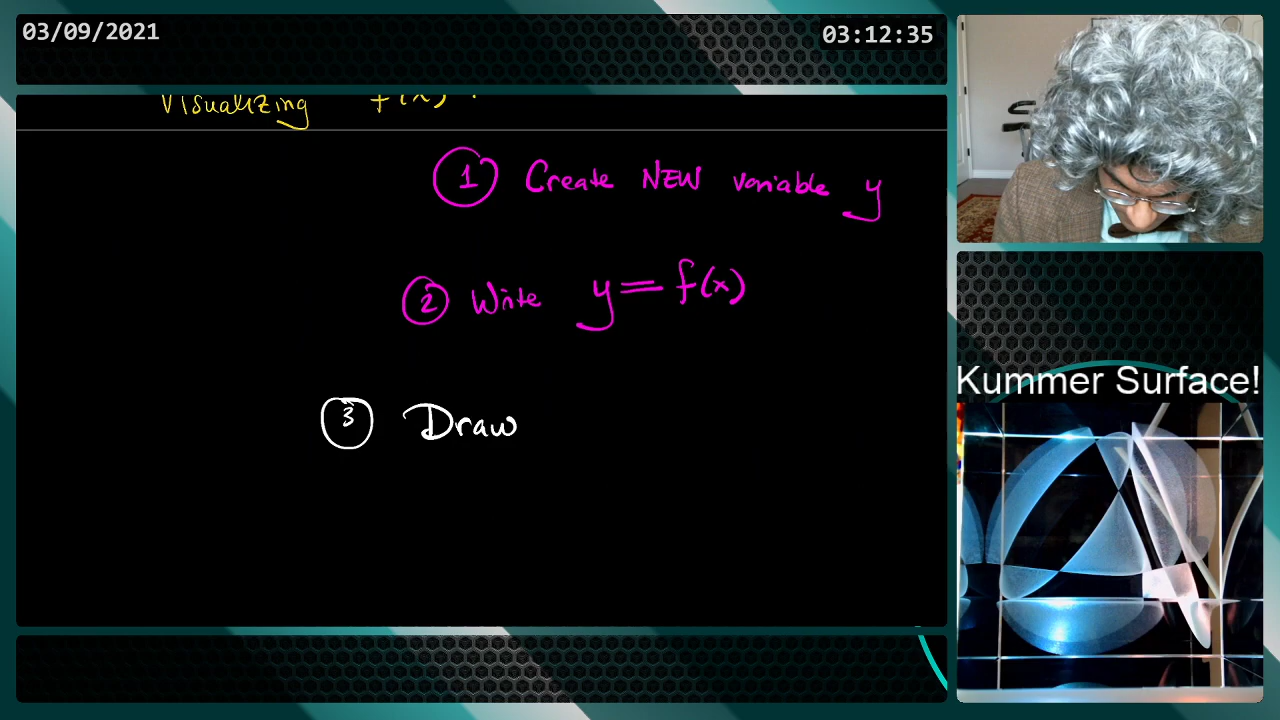 03/09/2021
03:12:35
Visualizing f(x)
1 Create NEW variable y
2 Write y = f(x)
3 Draw
Kummer Surface!